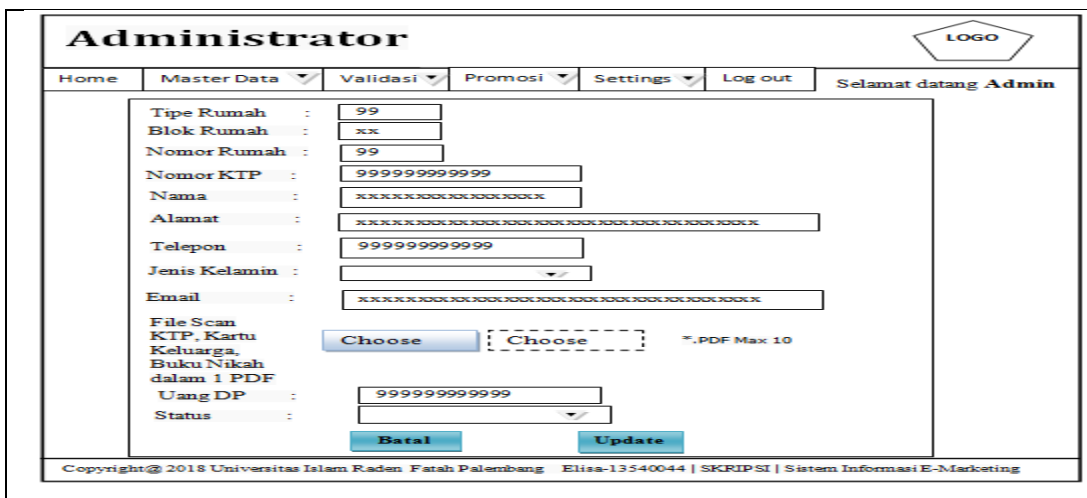 Administrator
LOGO
Home Master Data Validasi Promosi Settings Log out Selamat datang Admin
Tipe Rumah : 99
Blok Rumah : xx
Nomor Rumah : 99
Nomor KTP : 999999999999
Nama : xxxxxxxxxxxxxxxx
Alamat : xxxxxxxxxxxxxxxxxxxxxxxxxxxxxxxxxx
Telepon : 999999999999
Jenis Kelamin :
Email : xxxxxxxxxxxxxxxxxxxxxxxxxxxxxxxxxx
File Scan
KTP, Kartu
Keluarga,
Buku Nikah
dalam 1 PDF
Choose Choose *.PDF Max 10
Uang DP : 999999999999
Status :
Batal Update
Copyright@ 2018 Universitas Islam Raden Fatah Palembang Elisa-13540044 | SKRIPSI | Sistem Informasi E-Marketing